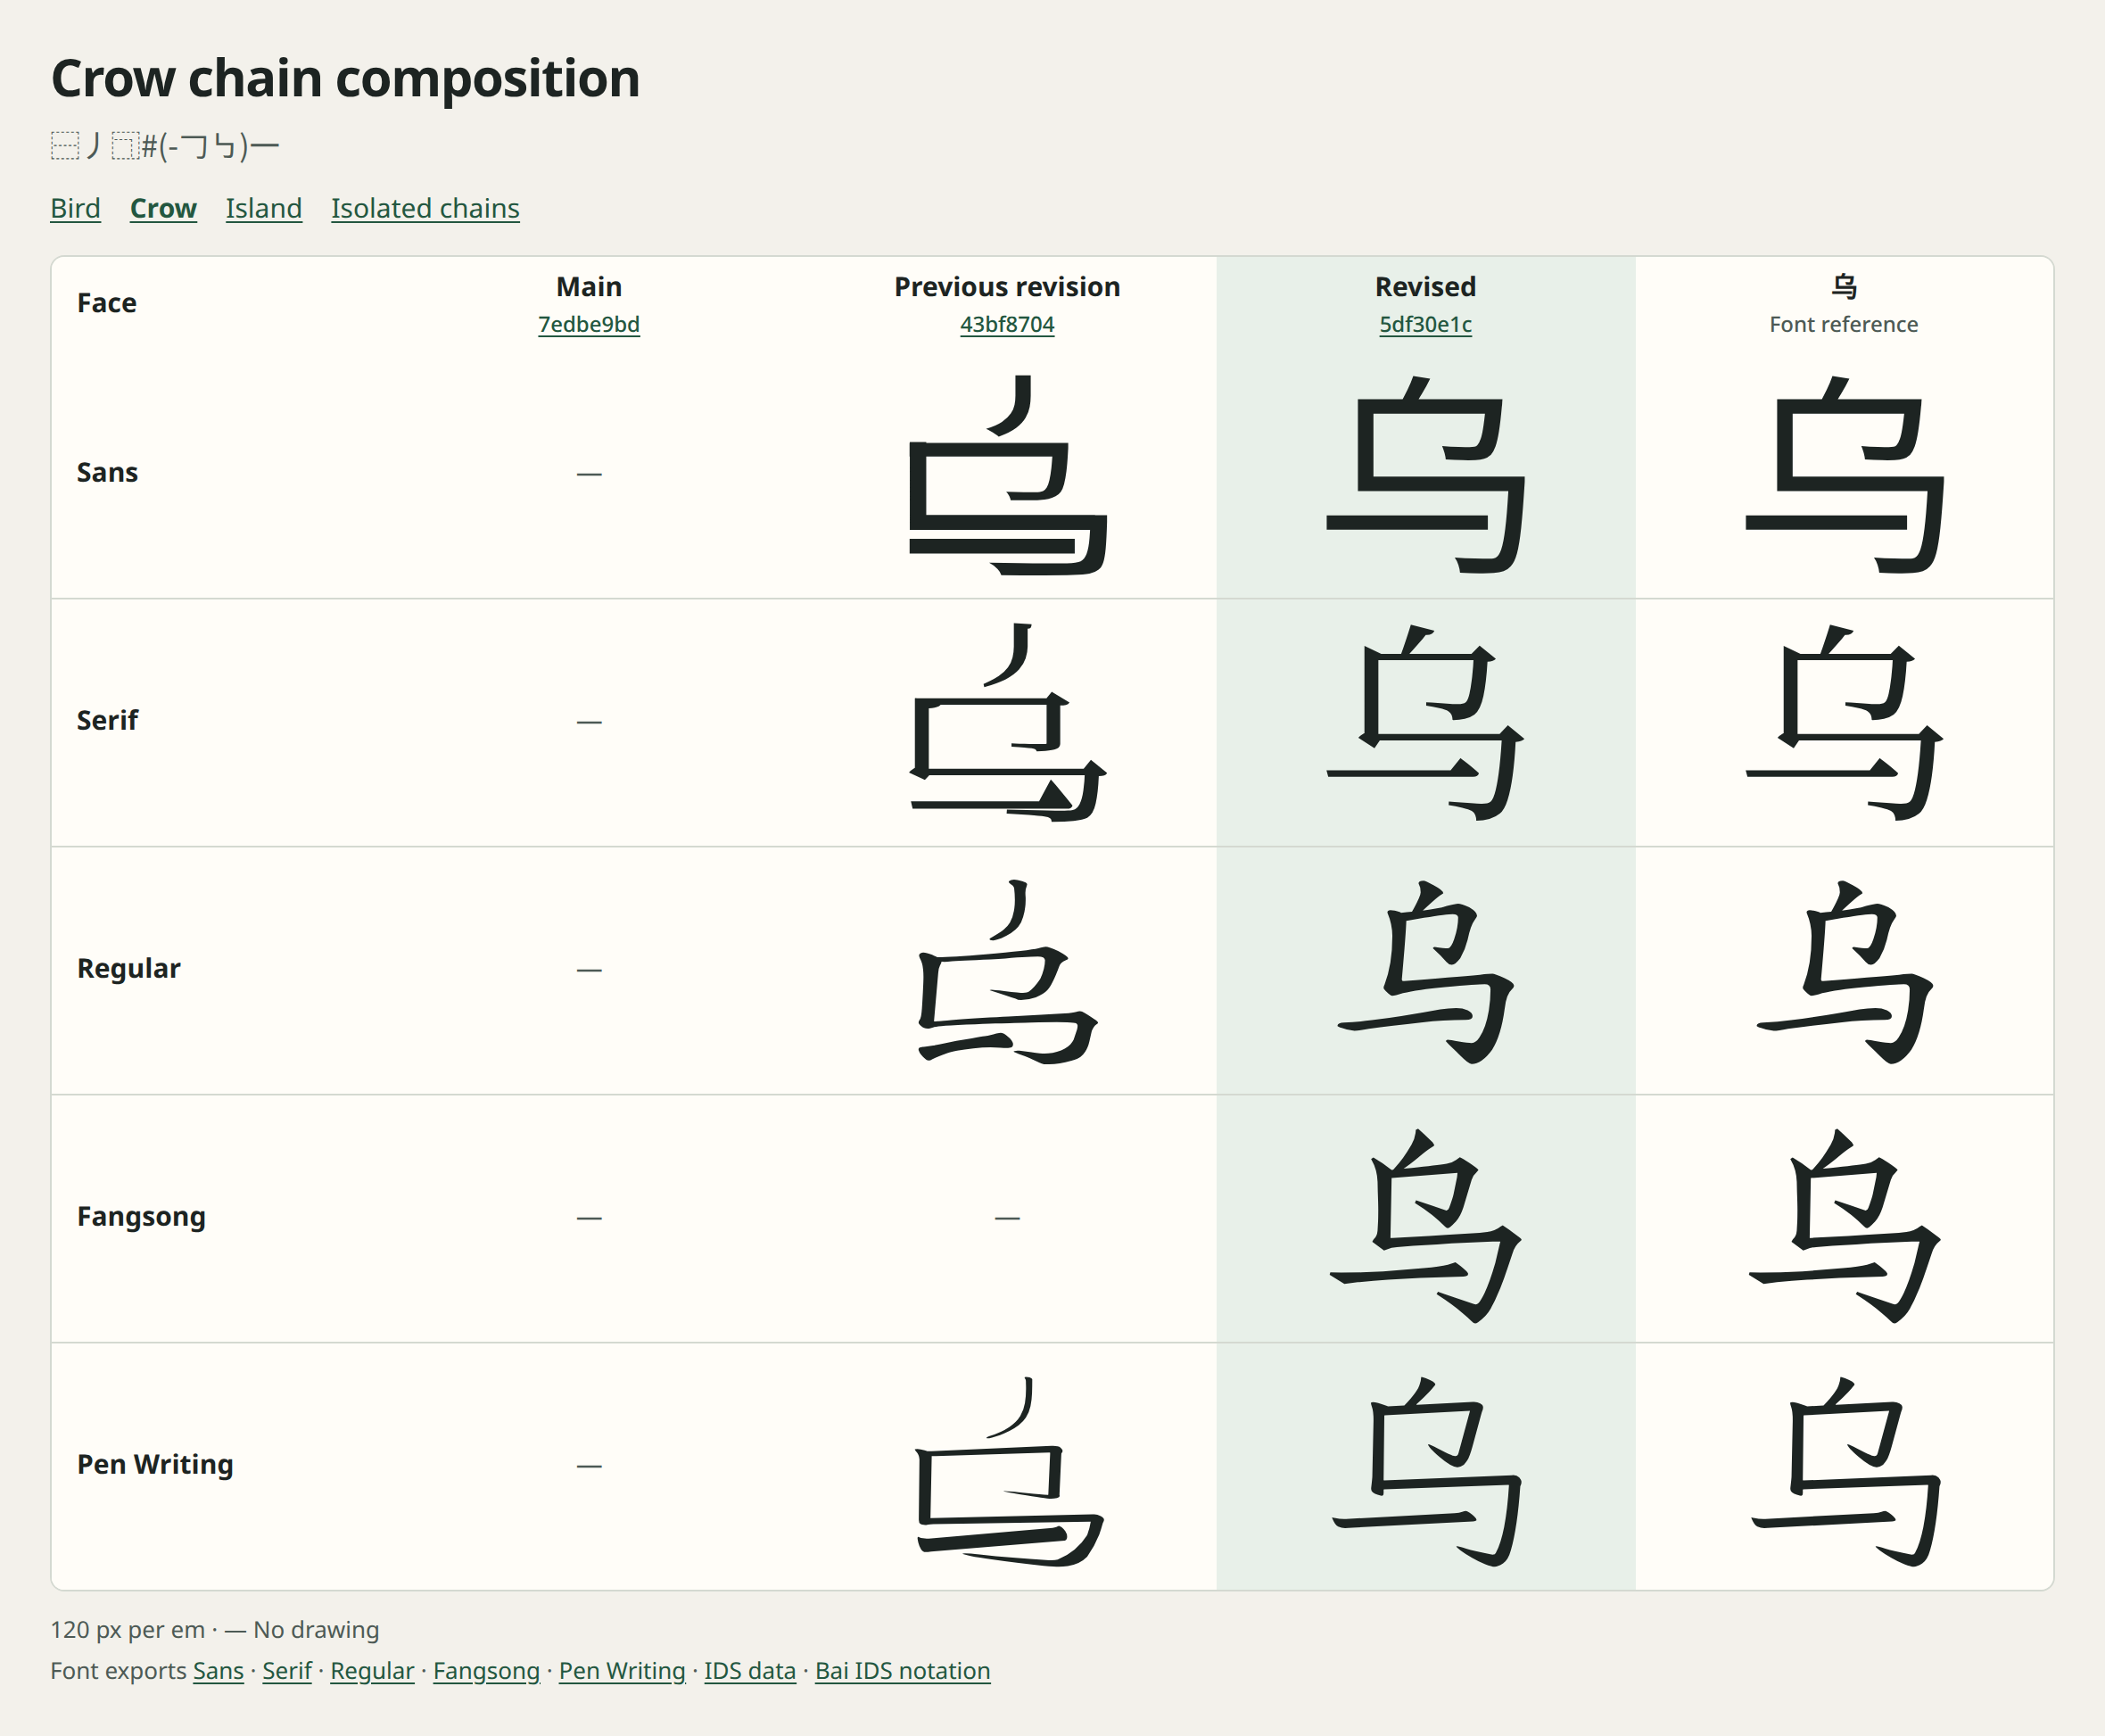 Crow chain composition
⿱丿⿹#(-㇆㇉)一
Bird Crow Island Isolated chains
Face Main Previous revision Revised 乌
7edbe9bd 43bf8704 5df30e1c Font reference
Sans — 乌 乌 乌
Serif — 乌 乌 乌
Regular — 乌 乌 乌
Fangsong — — 乌 乌
Pen Writing — 乌 乌 乌
120 px per em · — No drawing
Font exports Sans · Serif · Regular · Fangsong · Pen Writing · IDS data · Bai IDS notation